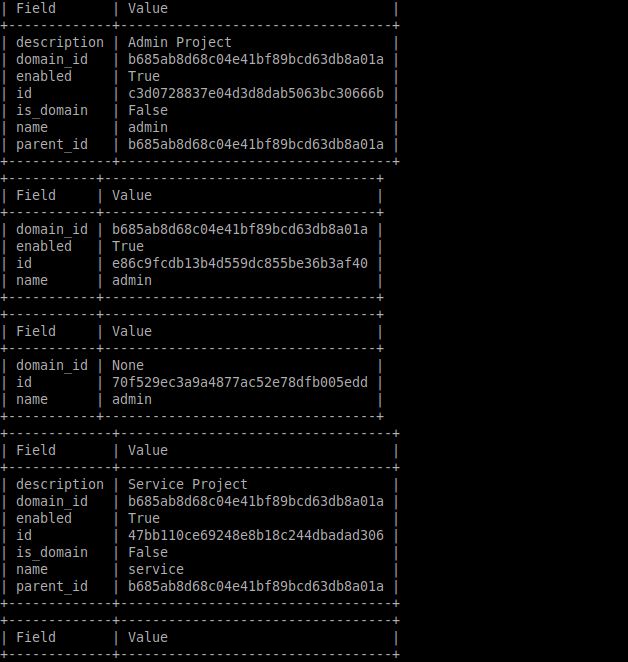 | Field       | Value                            |
+-------------+----------------------------------+
| description | Admin Project                    |
| domain_id   | b685ab8d68c04e41bf89bcd63db8a01a |
| enabled     | True                             |
| id          | c3d0728837e04d3d8dab5063bc30666b |
| is_domain   | False                            |
| name        | admin                            |
| parent_id   | b685ab8d68c04e41bf89bcd63db8a01a |
+-------------+----------------------------------+
+-----------+----------------------------------+
| Field     | Value                            |
+-----------+----------------------------------+
| domain_id | b685ab8d68c04e41bf89bcd63db8a01a |
| enabled   | True                             |
| id        | e86c9fcdb13b4d559dc855be36b3af40 |
| name      | admin                            |
+-----------+----------------------------------+
+-----------+----------------------------------+
| Field     | Value                            |
+-----------+----------------------------------+
| domain_id | None                             |
| id        | 70f529ec3a9a4877ac52e78dfb005edd |
| name      | admin                            |
+-----------+----------------------------------+
+-------------+----------------------------------+
| Field       | Value                            |
+-------------+----------------------------------+
| description | Service Project                  |
| domain_id   | b685ab8d68c04e41bf89bcd63db8a01a |
| enabled     | True                             |
| id          | 47bb110ce69248e8b18c244dbadad306 |
| is_domain   | False                            |
| name        | service                          |
| parent_id   | b685ab8d68c04e41bf89bcd63db8a01a |
+-------------+----------------------------------+
+-------------+----------------------------------+
| Field       | Value                            |
+-------------+----------------------------------+